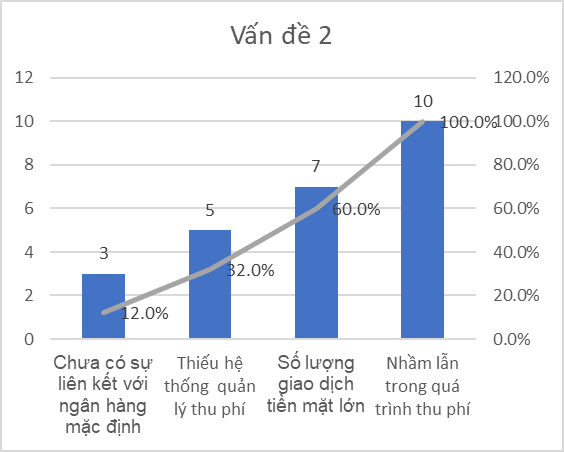 Vấn đề 2
12
10
8
6
4
2
0
120.0%
100.0%
80.0%
60.0%
40.0%
20.0%
0.0%
3
5
7
10
12.0%
32.0%
60.0%
100.0%
Chưa có sự
liên kết với
ngân hàng
mặc định
Thiếu hệ
thống quản
lý thu phí
Số lượng
giao dịch
tiền mặt lớn
Nhầm lẫn
trong quá
trình thu phí